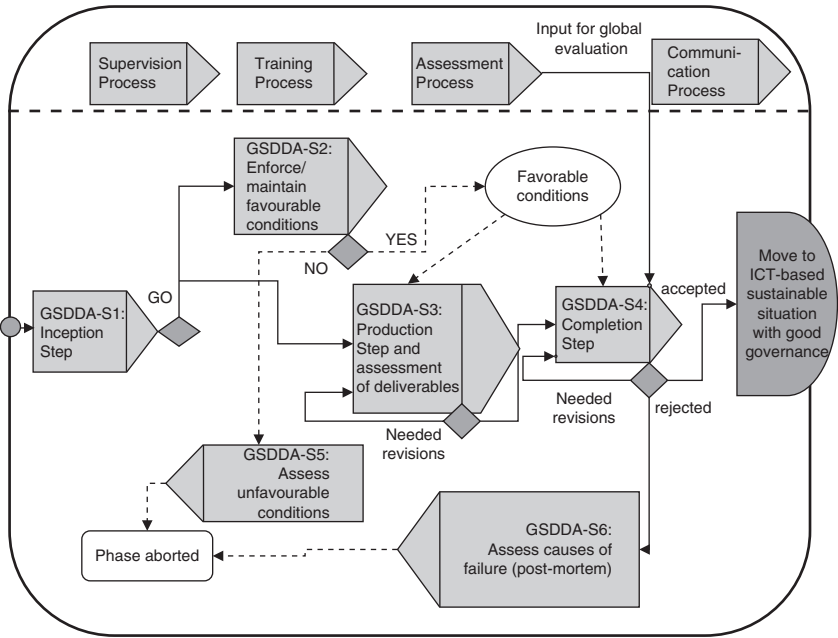 Supervision
Process
Training
Process
Assessment
Process
Input for global
evaluation
Communi-
cation
Process
GSDDA-S2:
Enforce/
maintain
favourable
conditions
Favorable
conditions
YES
NO
GO
GSDDA-S1:
Inception
Step
GSDDA-S3:
Production
Step and
assessment
of deliverables
GSDDA-S4:
Completion
Step
accepted
Move to
ICT-based
sustainable
situation
with good
governance
Needed
revisions
rejected
Needed
revisions
GSDDA-S5:
Assess
unfavourable
conditions
Phase aborted
GSDDA-S6:
Assess causes of
failure (post-mortem)